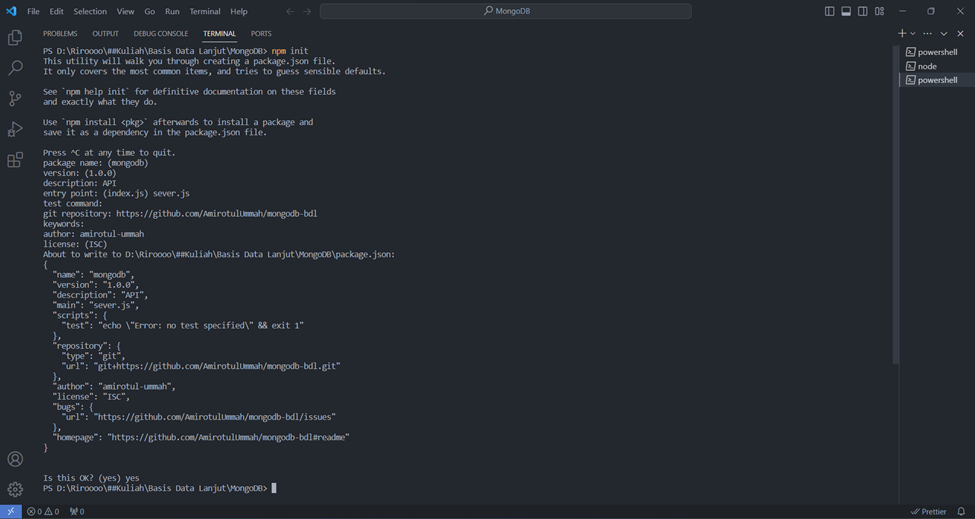 File Edit Selection View Go Run Terminal Help
MongoDB
PROBLEMS OUTPUT DEBUG CONSOLE TERMINAL PORTS
PS D:\Riroooo\##Kuliah\Basis Data Lanjut\MongoDB> npm init
This utility will walk you through creating a package.json file.
It only covers the most common items, and tries to guess sensible defaults.
See `npm help init` for definitive documentation on these fields
and exactly what they do.
Use `npm install <pkg>` afterwards to install a package and
save it as a dependency in the package.json file.
Press ^C at any time to quit.
package name: (mongodb)
version: (1.0.0)
description: API
entry point: (index.js) sever.js
test command:
git repository: https://github.com/AmirotulUmmah/mongodb-bdl
keywords:
author: amirotul-ummah
license: (ISC)
About to write to D:\Riroooo\##Kuliah\Basis Data Lanjut\MongoDB\package.json:
{
  "name": "mongodb",
  "version": "1.0.0",
  "description": "API",
  "main": "sever.js",
  "scripts": {
    "test": "echo \"Error: no test specified\" && exit 1"
  },
  "repository": {
    "type": "git",
    "url": "git+https://github.com/AmirotulUmmah/mongodb-bdl.git"
  },
  "author": "amirotul-ummah",
  "license": "ISC",
  "bugs": {
    "url": "https://github.com/AmirotulUmmah/mongodb-bdl/issues"
  },
  "homepage": "https://github.com/AmirotulUmmah/mongodb-bdl#readme"
}
Is this OK? (yes) yes
PS D:\Riroooo\##Kuliah\Basis Data Lanjut\MongoDB>
powershell
node
powershell
0 0 0
Prettier